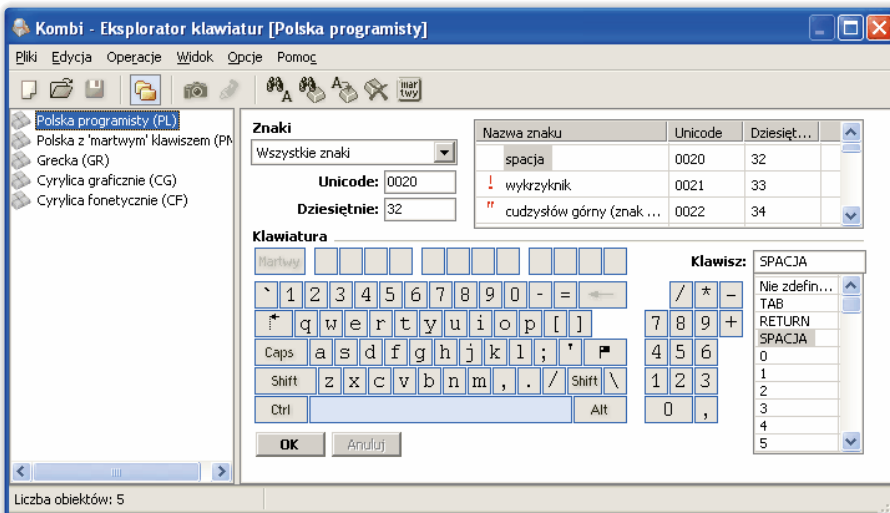 Kombi - Eksplorator klawiatur [Polska programisty]
Pliki Edycja Operacje Widok Opcje Pomoc
A A mar twy
Polska programisty (PL)
Polska z 'martwym' klawiszem (PM
Grecka (GR)
Cyrylica graficznie (CG)
Cyrylica fonetycznie (CF)
Znaki
Wszystkie znaki
Unicode: 0020
Dziesiętnie: 32
Nazwa znaku Unicode Dziesięt...
spacja 0020 32
! wykrzyknik 0021 33
" cudzysłów górny (znak ... 0022 34
Klawiatura
Martwy
` 1 2 3 4 5 6 7 8 9 0 - =
q w e r t y u i o p [ ]
Caps a s d f g h j k l ; '
Shift z x c v b n m , . / Shift \
Ctrl Alt
/ * -
7 8 9 +
4 5 6
1 2 3
0 ,
Klawisz: SPACJA
Nie zdefin...
TAB
RETURN
SPACJA
0
1
2
3
4
5
OK Anuluj
Liczba obiektów: 5